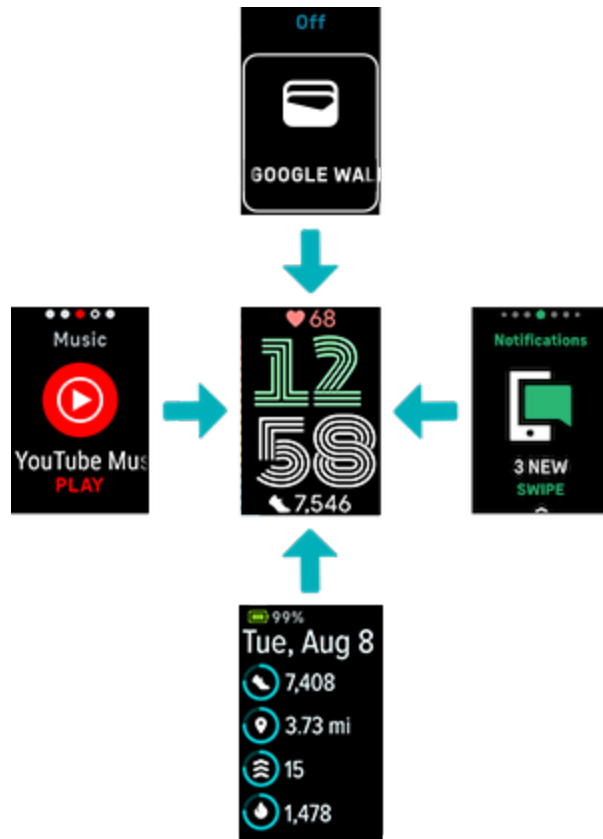 Off
GOOGLE WAL
Music
YouTube Mus
PLAY
68
12
58
7,546
Notifications
3 NEW
SWIPE
99%
Tue, Aug 8
7,408
3.73 mi
15
1,478